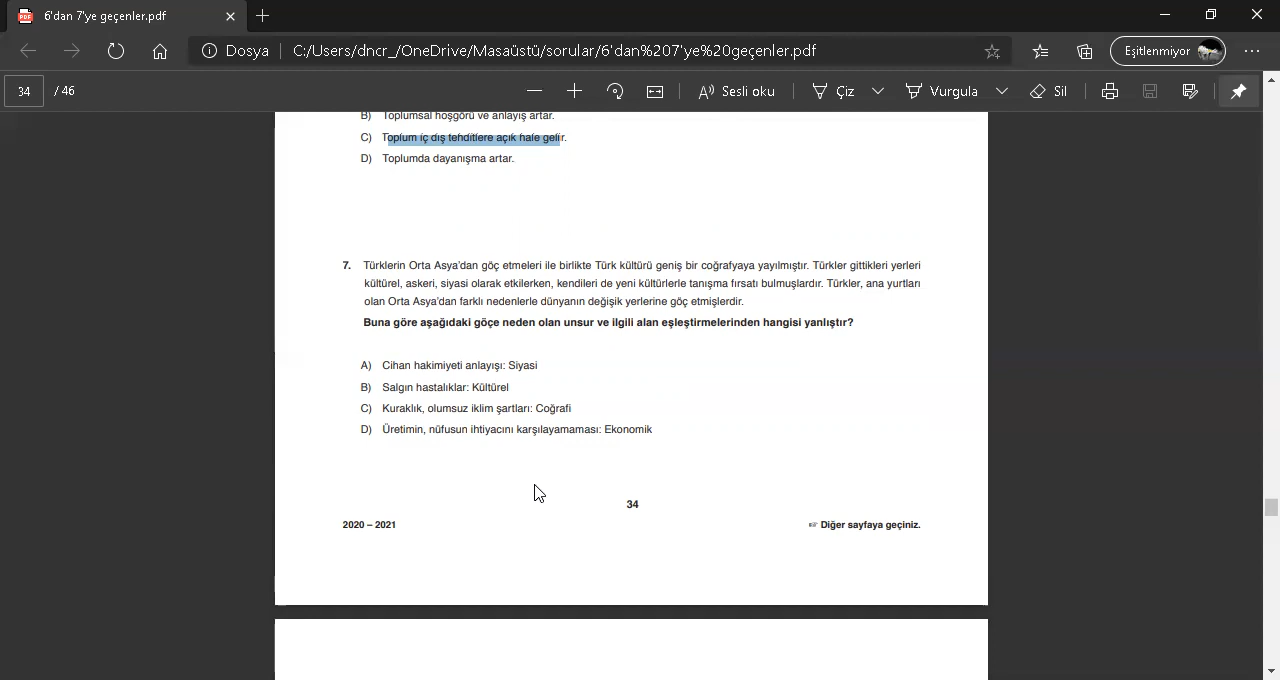 6'dan 7'ye geçenler.pdf
Dosya | C:/Users/dncr_/OneDrive/Masaüstü/sorular/6'dan%207'ye%20geçenler.pdf
Eşitlenmiyor
34 / 46
Sesli oku
Çiz
Vurgula
Sil
B) Toplumsal hoşgörü ve anlayış artar.
C) Toplum iç dış tehditlere açık hale gelir.
D) Toplumda dayanışma artar.
7. Türklerin Orta Asya'dan göç etmeleri ile birlikte Türk kültürü geniş bir coğrafyaya yayılmıştır. Türkler gittikleri yerleri
kültürel, askeri, siyasi olarak etkilerken, kendileri de yeni kültürlerle tanışma fırsatı bulmuşlardır. Türkler, ana yurtları
olan Orta Asya'dan farklı nedenlerle dünyanın değişik yerlerine göç etmişlerdir.
Buna göre aşağıdaki göçe neden olan unsur ve ilgili alan eşleştirmelerinden hangisi yanlıştır?
A) Cihan hakimiyeti anlayışı: Siyasi
B) Salgın hastalıklar: Kültürel
C) Kuraklık, olumsuz iklim şartları: Coğrafi
D) Üretimin, nüfusun ihtiyacını karşılayamaması: Ekonomik
34
2020 – 2021
☞ Diğer sayfaya geçiniz.